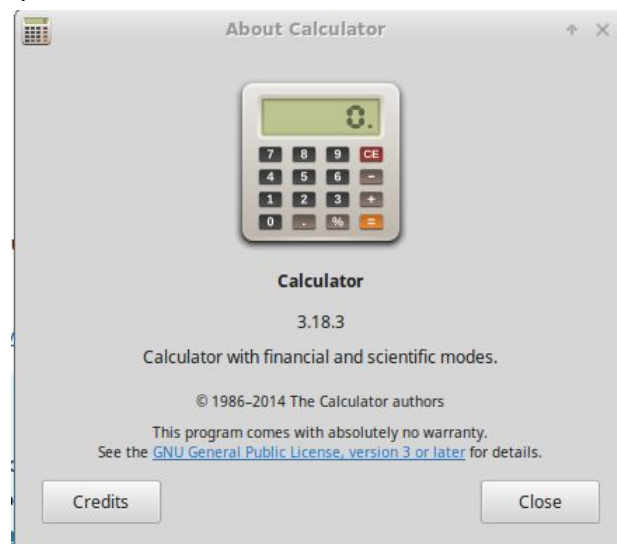 About Calculator
0.
7 8 9 CE
4 5 6 -
1 2 3 +
0 . % =
Calculator
3.18.3
Calculator with financial and scientific modes.
© 1986–2014 The Calculator authors
This program comes with absolutely no warranty.
See the GNU General Public License, version 3 or later for details.
Credits
Close